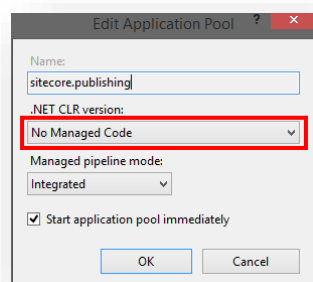 Edit Application Pool ? ×
Name:
sitecore.publishing
.NET CLR version:
No Managed Code
Managed pipeline mode:
Integrated
Start application pool immediately
OK Cancel